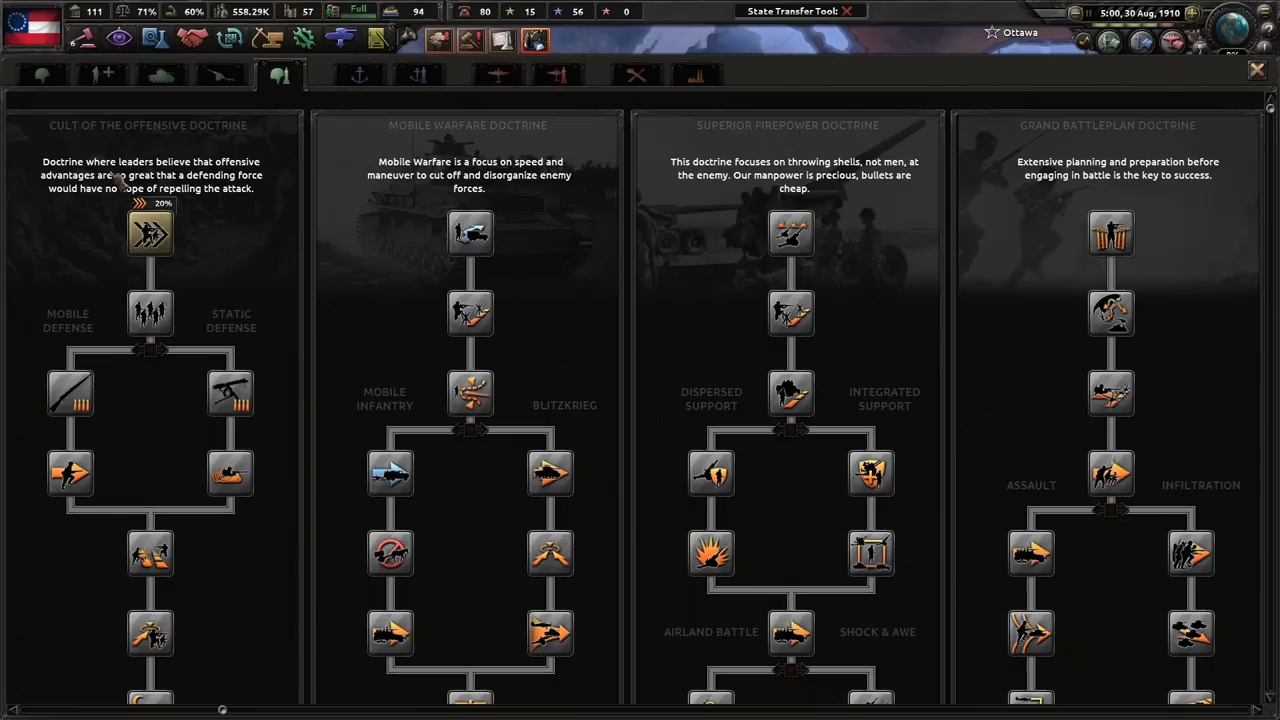 111 71% 60% 558.29K 57 Full 94 80 15 56 0 State Transfer Tool: 5:00, 30 Aug, 1910
6
Ottawa
0%
CULT OF THE OFFENSIVE DOCTRINE
Doctrine where leaders believe that offensive
advantages are so great that a defending force
would have no hope of repelling the attack.
20%
MOBILE
DEFENSE
STATIC
DEFENSE
MOBILE WARFARE DOCTRINE
Mobile Warfare is a focus on speed and
maneuver to cut off and disorganize enemy
forces.
MOBILE
INFANTRY
BLITZKRIEG
SUPERIOR FIREPOWER DOCTRINE
This doctrine focuses on throwing shells, not men, at
the enemy. Our manpower is precious, bullets are
cheap.
DISPERSED
SUPPORT
INTEGRATED
SUPPORT
AIRLAND BATTLE
SHOCK & AWE
GRAND BATTLEPLAN DOCTRINE
Extensive planning and preparation before
engaging in battle is the key to success.
ASSAULT
INFILTRATION